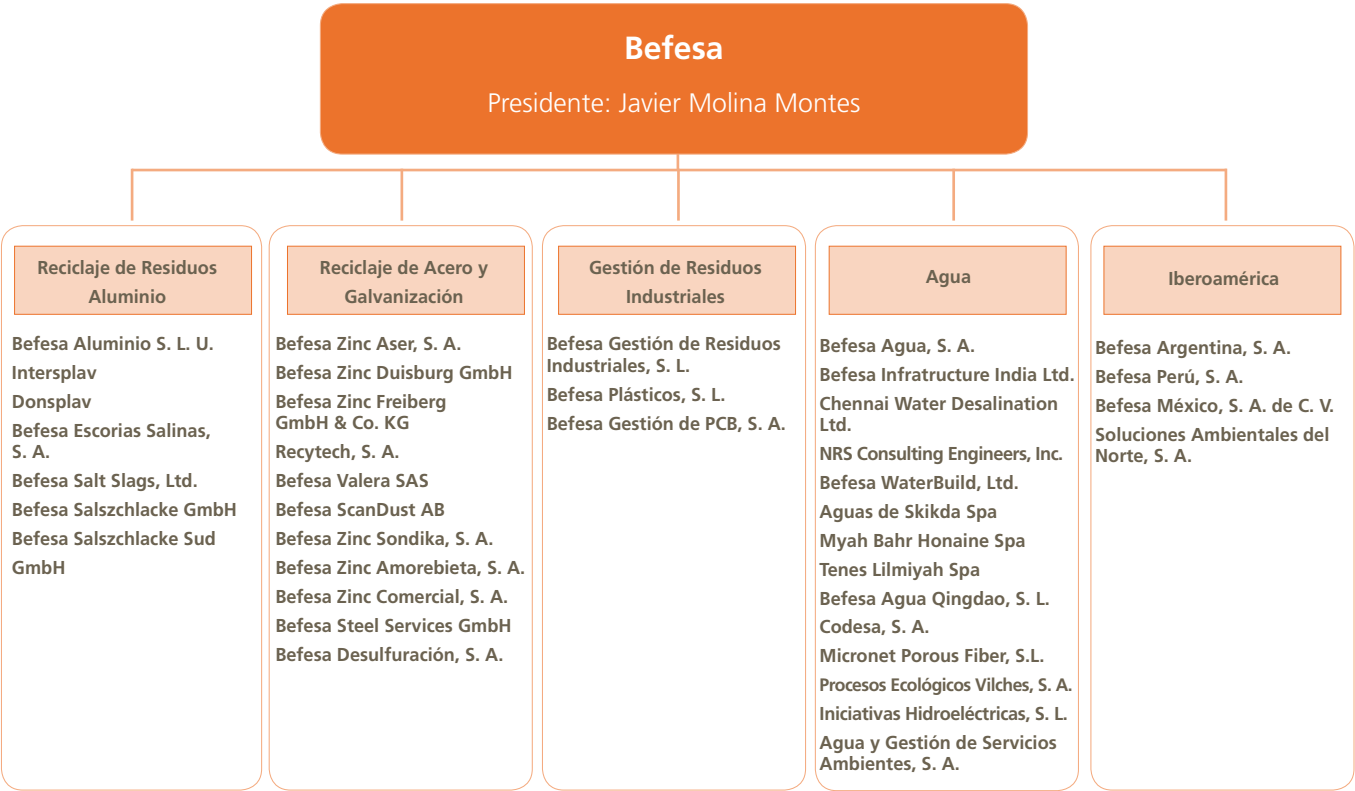 Befesa
Presidente: Javier Molina Montes
Reciclaje de Residuos
Aluminio
Befesa Aluminio S. L. U.
Intersplav
Donsplav
Befesa Escorias Salinas,
S. A.
Befesa Salt Slags, Ltd.
Befesa Salszchlacke GmbH
Befesa Salszchlacke Sud
GmbH
Reciclaje de Acero y
Galvanización
Befesa Zinc Aser, S. A.
Befesa Zinc Duisburg GmbH
Befesa Zinc Freiberg
GmbH & Co. KG
Recytech, S. A.
Befesa Valera SAS
Befesa ScanDust AB
Befesa Zinc Sondika, S. A.
Befesa Zinc Amorebieta, S. A.
Befesa Zinc Comercial, S. A.
Befesa Steel Services GmbH
Befesa Desulfuración, S. A.
Gestión de Residuos
Industriales
Befesa Gestión de Residuos
Industriales, S. L.
Befesa Plásticos, S. L.
Befesa Gestión de PCB, S. A.
Agua
Befesa Agua, S. A.
Befesa Infratructure India Ltd.
Chennai Water Desalination
Ltd.
NRS Consulting Engineers, Inc.
Befesa WaterBuild, Ltd.
Aguas de Skikda Spa
Myah Bahr Honaine Spa
Tenes Lilmiyah Spa
Befesa Agua Qingdao, S. L.
Codesa, S. A.
Micronet Porous Fiber, S.L.
Procesos Ecológicos Vilches, S. A.
Iniciativas Hidroeléctricas, S. L.
Agua y Gestión de Servicios
Ambientes, S. A.
Iberoamérica
Befesa Argentina, S. A.
Befesa Perú, S. A.
Befesa México, S. A. de C. V.
Soluciones Ambientales del
Norte, S. A.